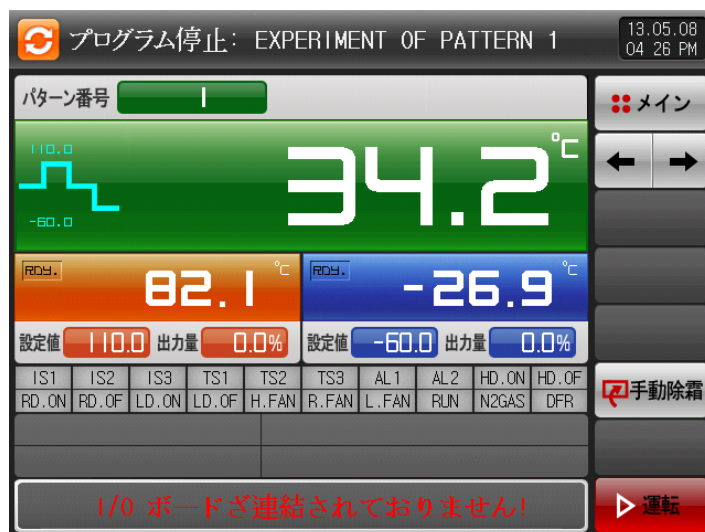 プログラム停止: EXPERIMENT OF PATTERN 1
13.05.08
04 26 PM
パターン番号 1
メイン
110.0
-60.0
34.2 ℃
RDY. 82.1 ℃
RDY. -26.9 ℃
設定値 110.0 出力量 0.0%
設定値 -60.0 出力量 0.0%
IS1 IS2 IS3 TS1 TS2 TS3 AL1 AL2 HD.ON HD.OF
RD.ON RD.OF LD.ON LD.OF H.FAN R.FAN L.FAN RUN N2GAS DFR
手動除霜
I/O ボードざ連結されておりません!
運転